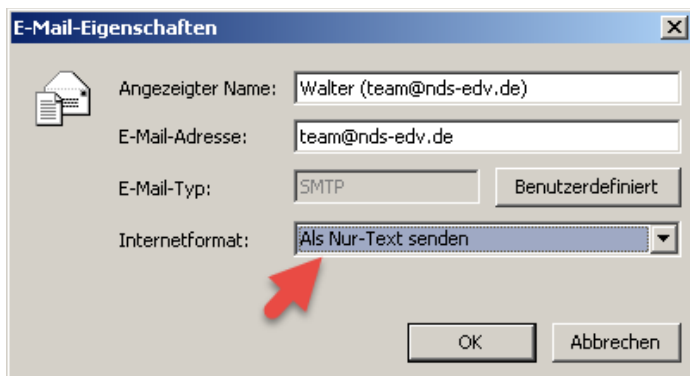 E-Mail-Eigenschaften
Angezeigter Name: Walter (team@nds-edv.de)
E-Mail-Adresse: team@nds-edv.de
E-Mail-Typ: SMTP Benutzerdefiniert
Internetformat: Als Nur-Text senden
OK Abbrechen